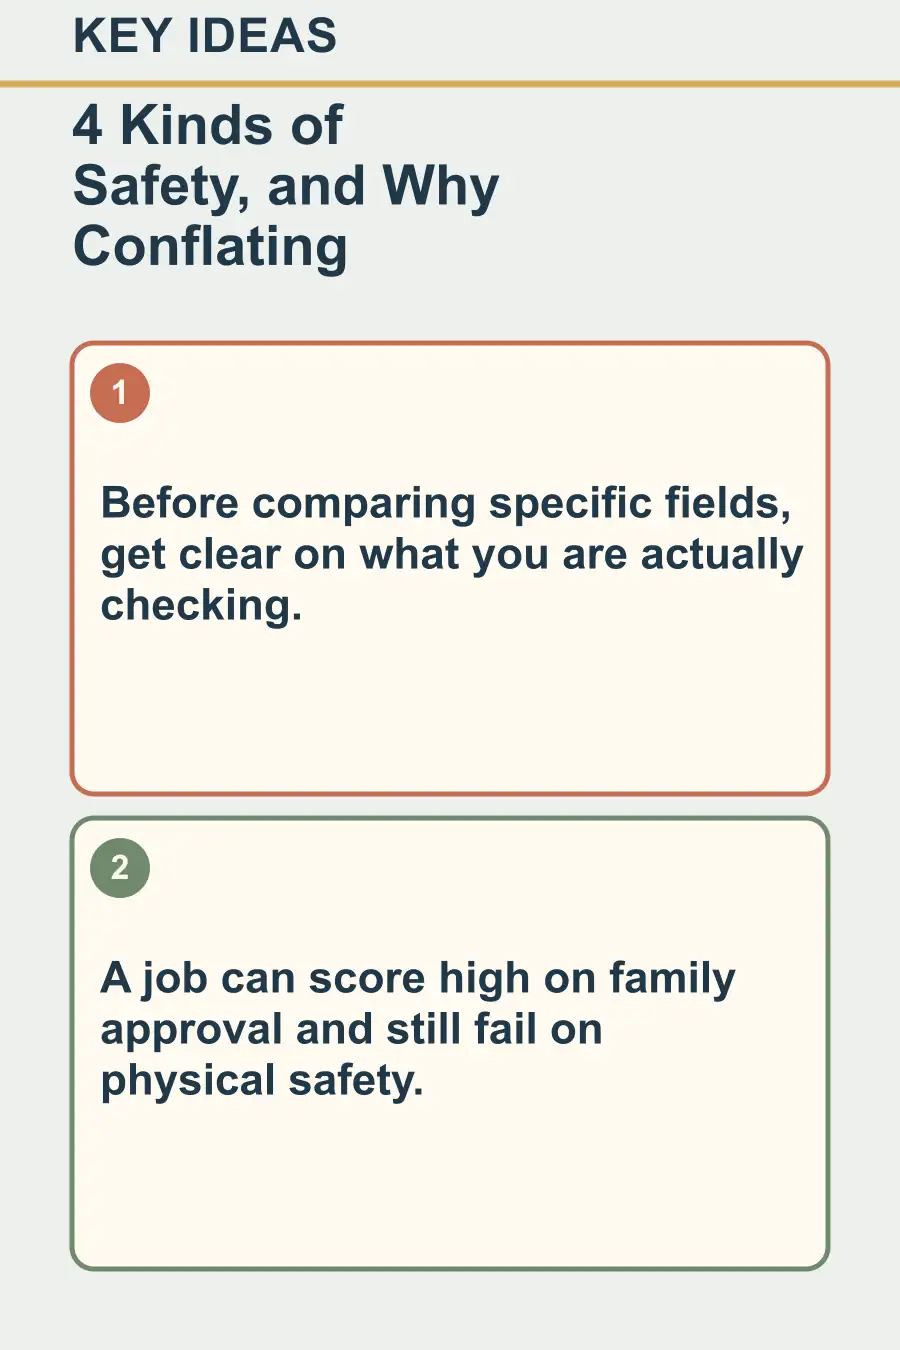 KEY IDEAS
4 Kinds of
Safety, and Why
Conflating
1
Before comparing specific fields,
get clear on what you are actually
checking.
2
A job can score high on family
approval and still fail on
physical safety.